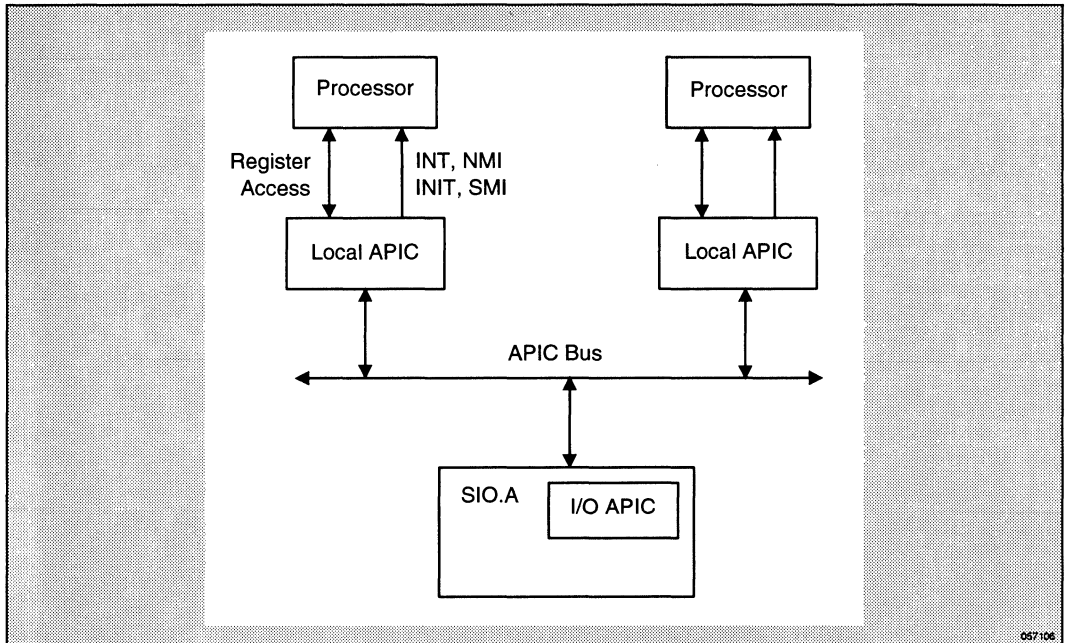 Processor
Processor
Register
Access
INT, NMI
INIT, SMI
Local APIC
Local APIC
APIC Bus
SIO.A
I/O APIC
057106